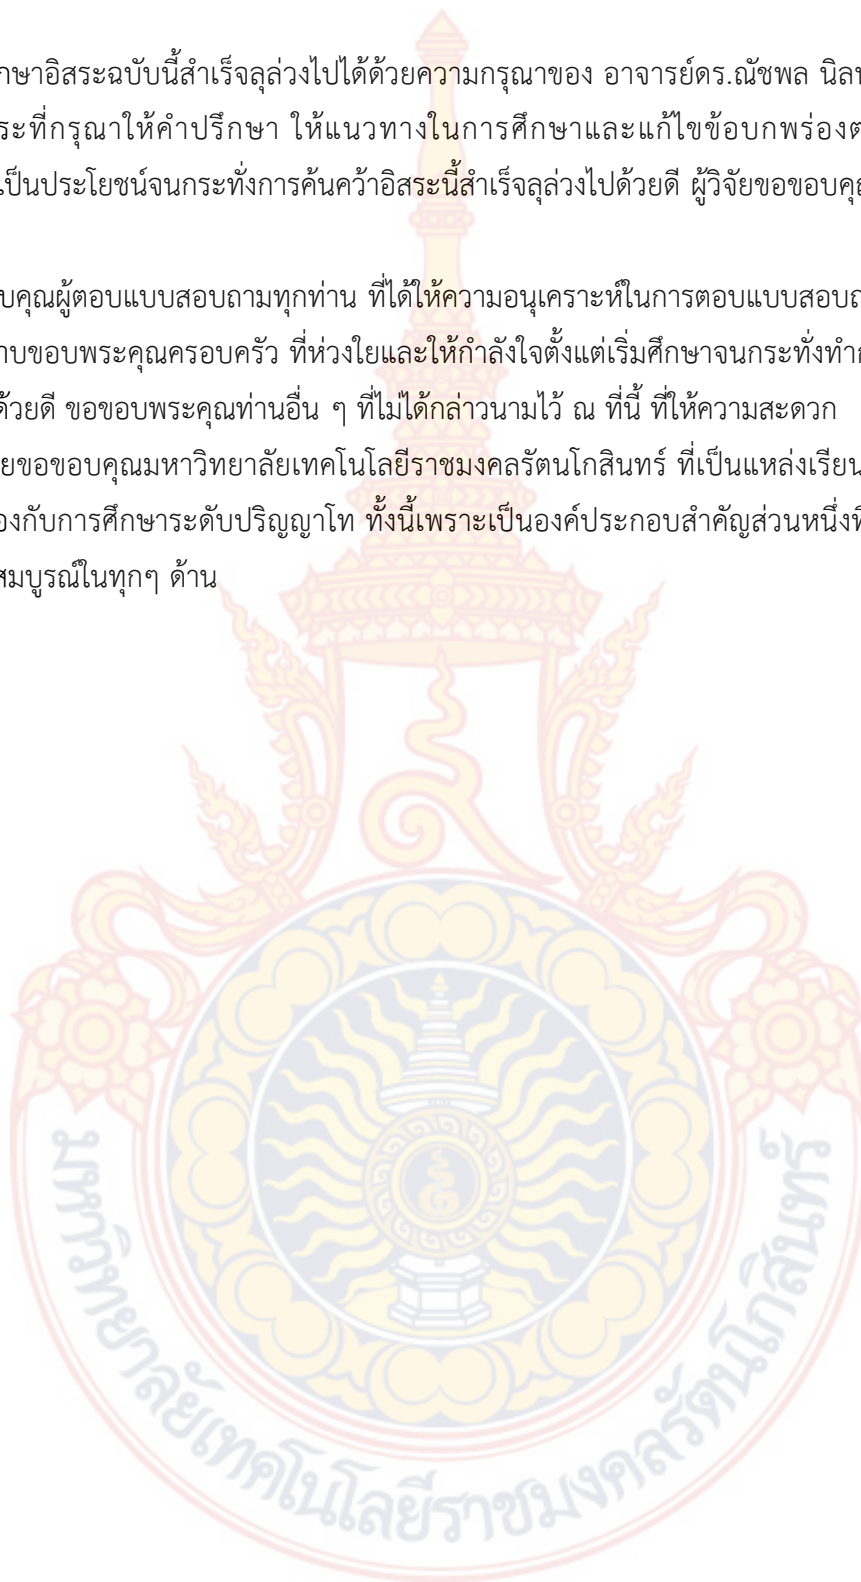 กษาอิสระฉบับนี้สำเร็จลุล่วงไปได้ด้วยความกรุณาของ อาจารย์ดร.ณัชพล นิลน
ระที่กรุณาให้คำปรึกษา ให้แนวทางในการศึกษาและแก้ไขข้อบกพร่องต
เป็นประโยชน์จนกระทั่งการค้นคว้าอิสระนี้สำเร็จลุล่วงไปด้วยดี ผู้วิจัยขอขอบคุณ
บคุณผู้ตอบแบบสอบถามทุกท่าน ที่ได้ให้ความอนุเคราะห์ในการตอบแบบสอบถ
าบขอบพระคุณครอบครัว ที่ห่วงใยและให้กำลังใจตั้งแต่เริ่มศึกษาจนกระทั่งทำก
ด้วยดี ขอขอบพระคุณท่านอื่น ๆ ที่ไม่ได้กล่าวนามไว้ ณ ที่นี้ ที่ให้ความสะดวก
ยขอขอบคุณมหาวิทยาลัยเทคโนโลยีราชมงคลรัตนโกสินทร์ ที่เป็นแหล่งเรียน
องกับการศึกษาระดับปริญญาโท ทั้งนี้เพราะเป็นองค์ประกอบสำคัญส่วนหนึ่งที
สมบูรณ์ในทุกๆ ด้าน
มหาวิทยาลัยเทคโนโลยีราชมงคลรัตนโกสินทร์